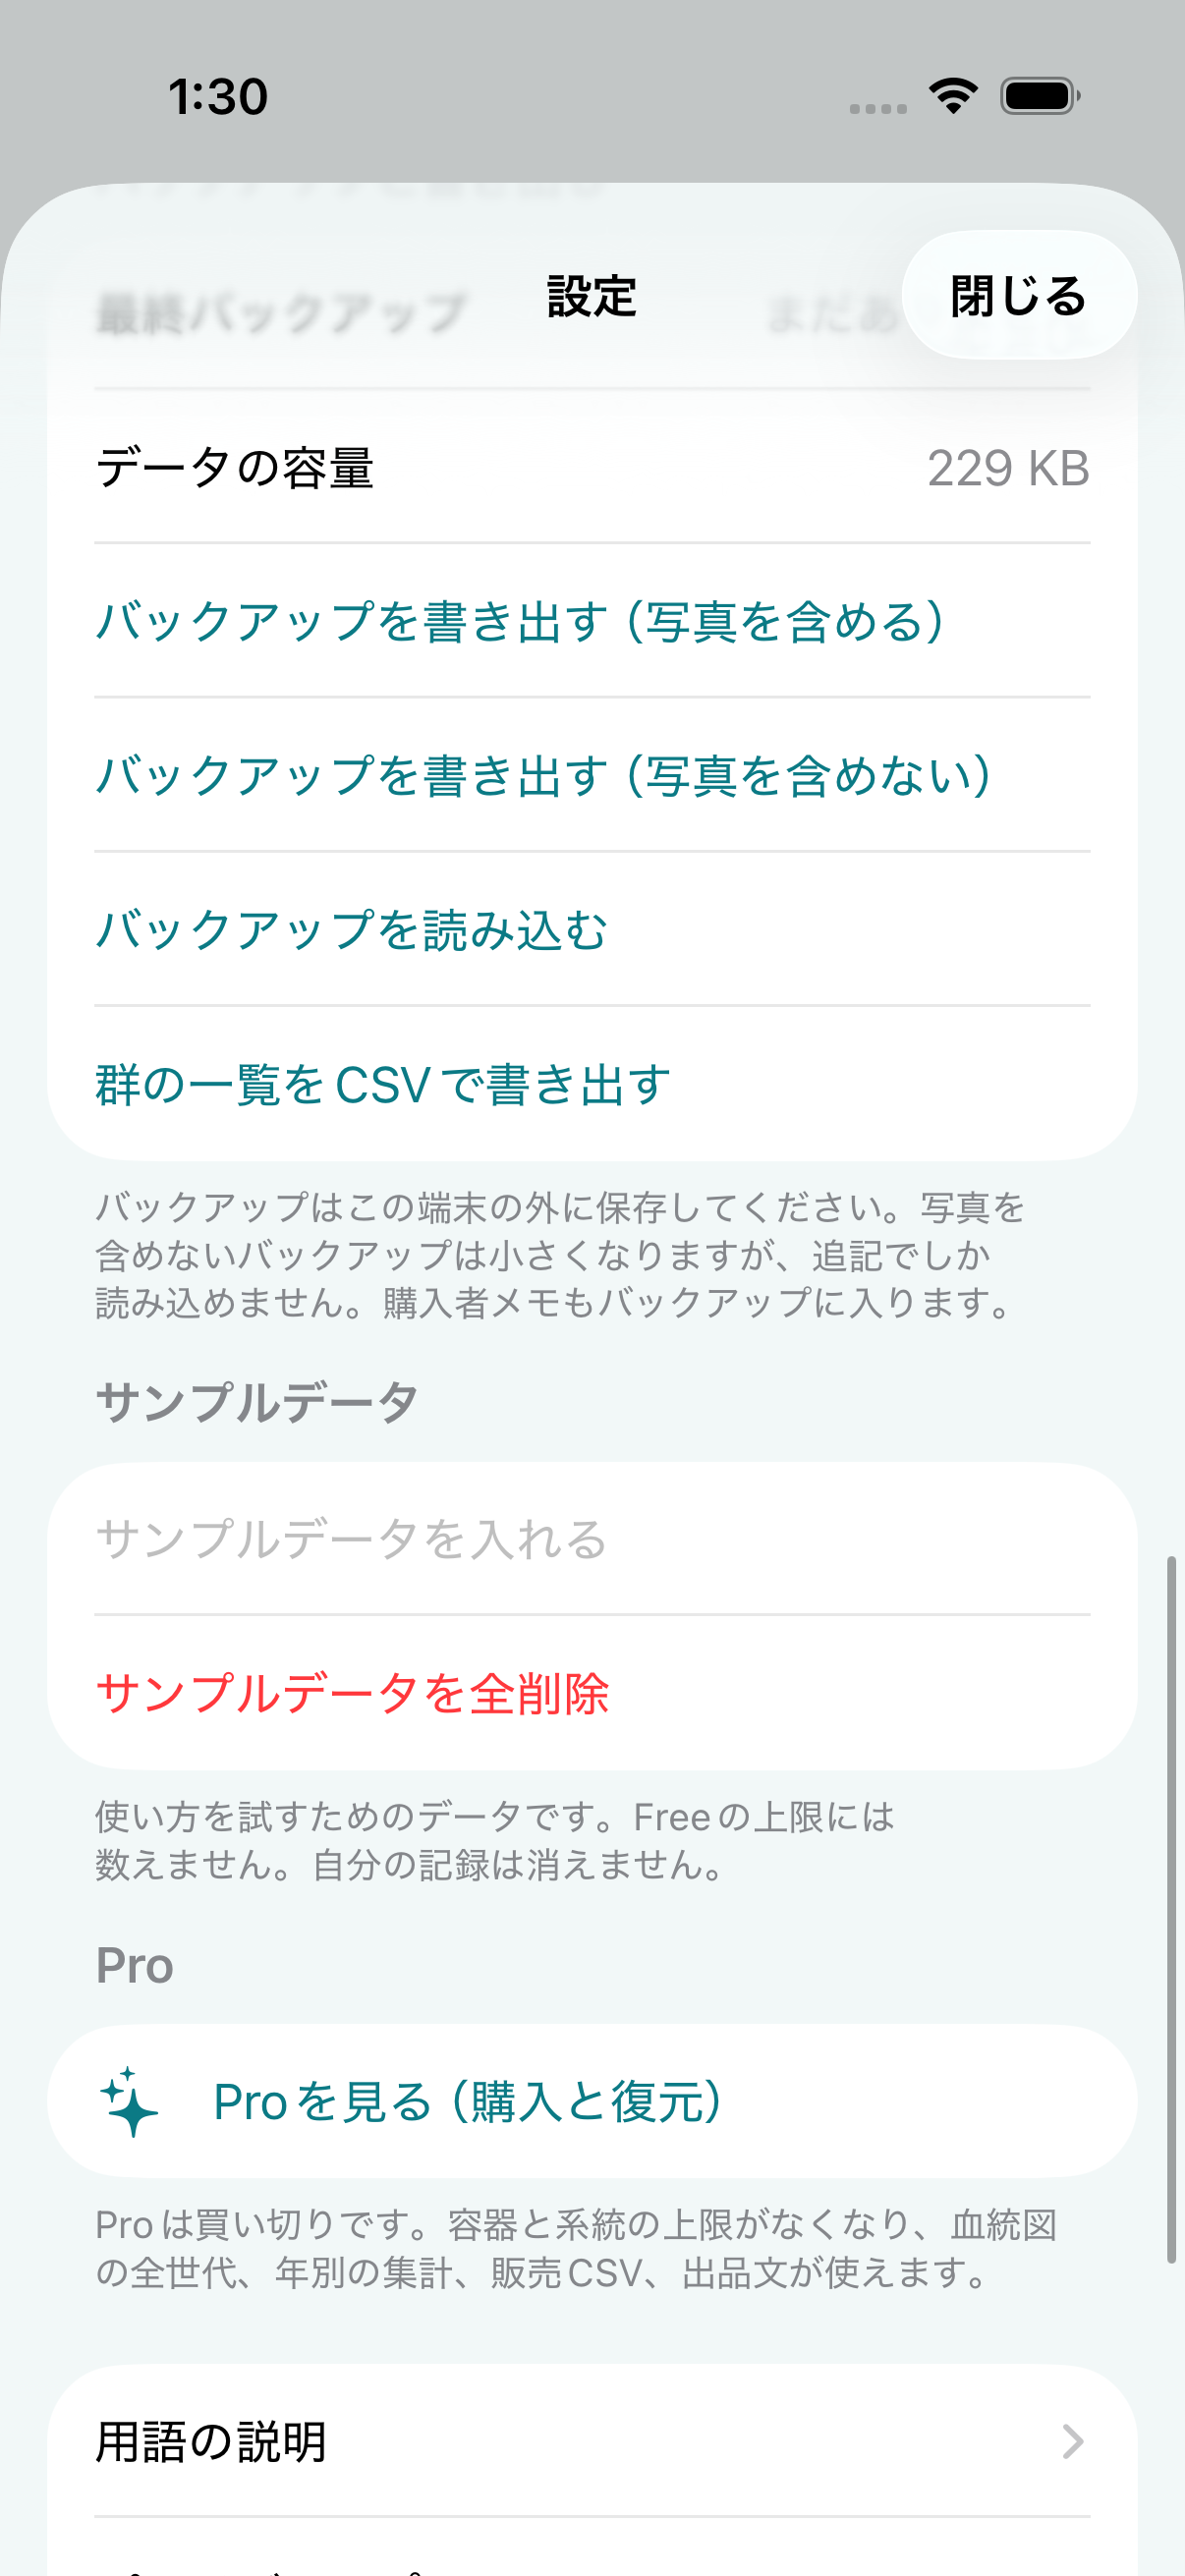 1:30
設定
閉じる
最終バックアップ
まだあ
データの容量
229 KB
バックアップを書き出す（写真を含める）
バックアップを書き出す（写真を含めない）
バックアップを読み込む
群の一覧をCSVで書き出す
バックアップはこの端末の外に保存してください。写真を
含めないバックアップは小さくなりますが、追記でしか
読み込めません。購入者メモもバックアップに入ります。
サンプルデータ
サンプルデータを入れる
サンプルデータを全削除
使い方を試すためのデータです。Freeの上限には
数えません。自分の記録は消えません。
Pro
Proを見る（購入と復元）
Proは買い切りです。容器と系統の上限がなくなり、血統図
の全世代、年別の集計、販売CSV、出品文が使えます。
用語の説明